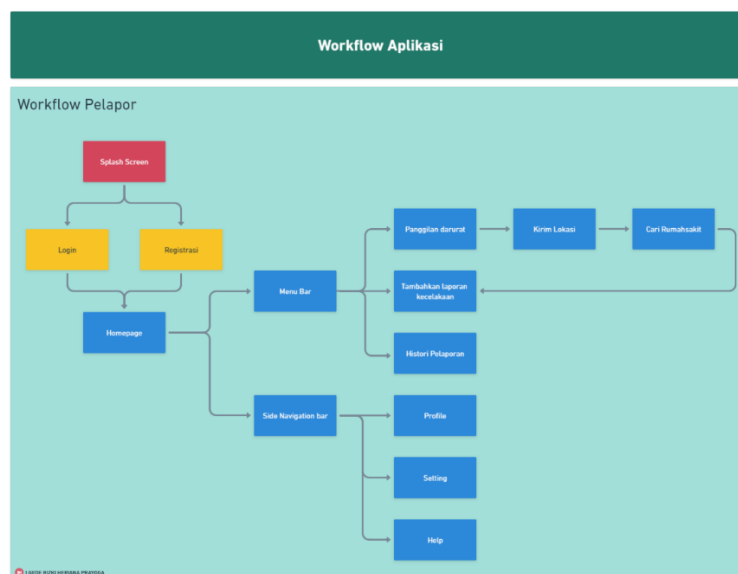 Workflow Aplikasi
Workflow Pelapor
Splash Screen
Login
Registrasi
Homepage
Menu Bar
Side Navigation bar
Panggilan darurat
Kirim Lokasi
Cari Rumahsakit
Tambahkan laporan
kecelakaan
Histori Pelaporan
Profile
Setting
Help